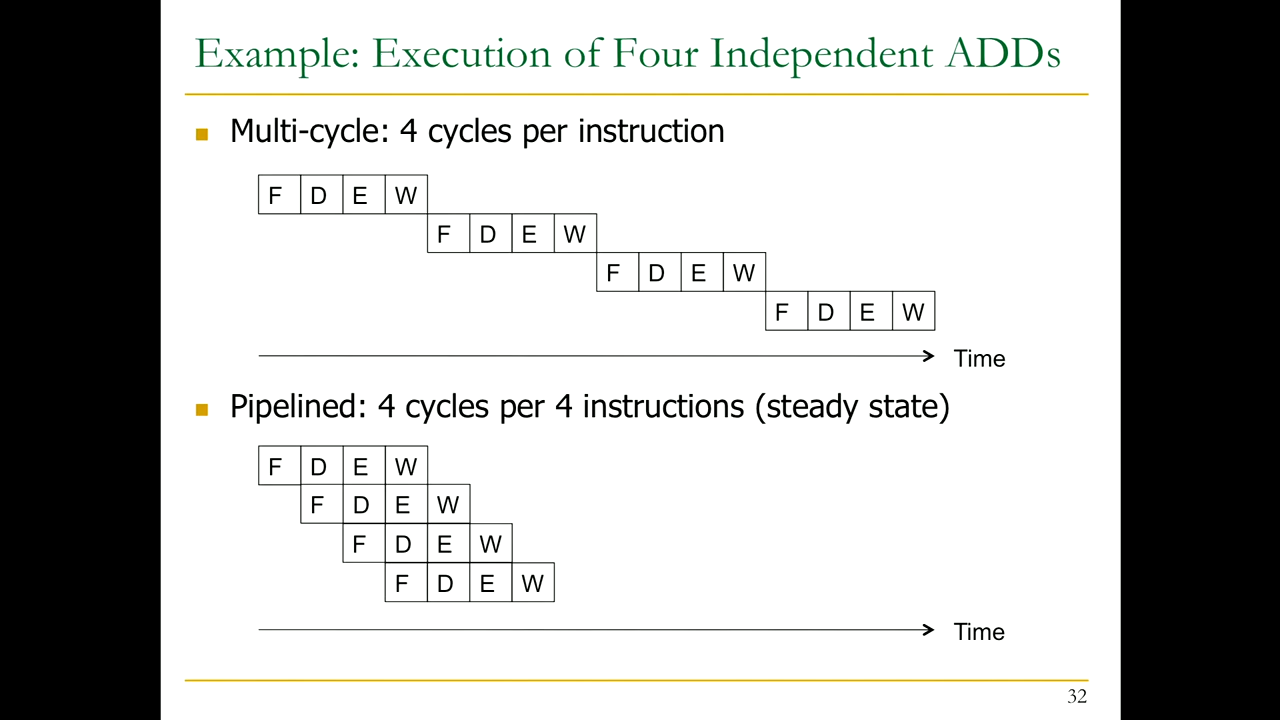 Example: Execution of Four Independent ADDs
Multi-cycle: 4 cycles per instruction
F D E W
F D E W
F D E W
F D E W
Time
Pipelined: 4 cycles per 4 instructions (steady state)
F D E W
F D E W
F D E W
F D E W
Time
32